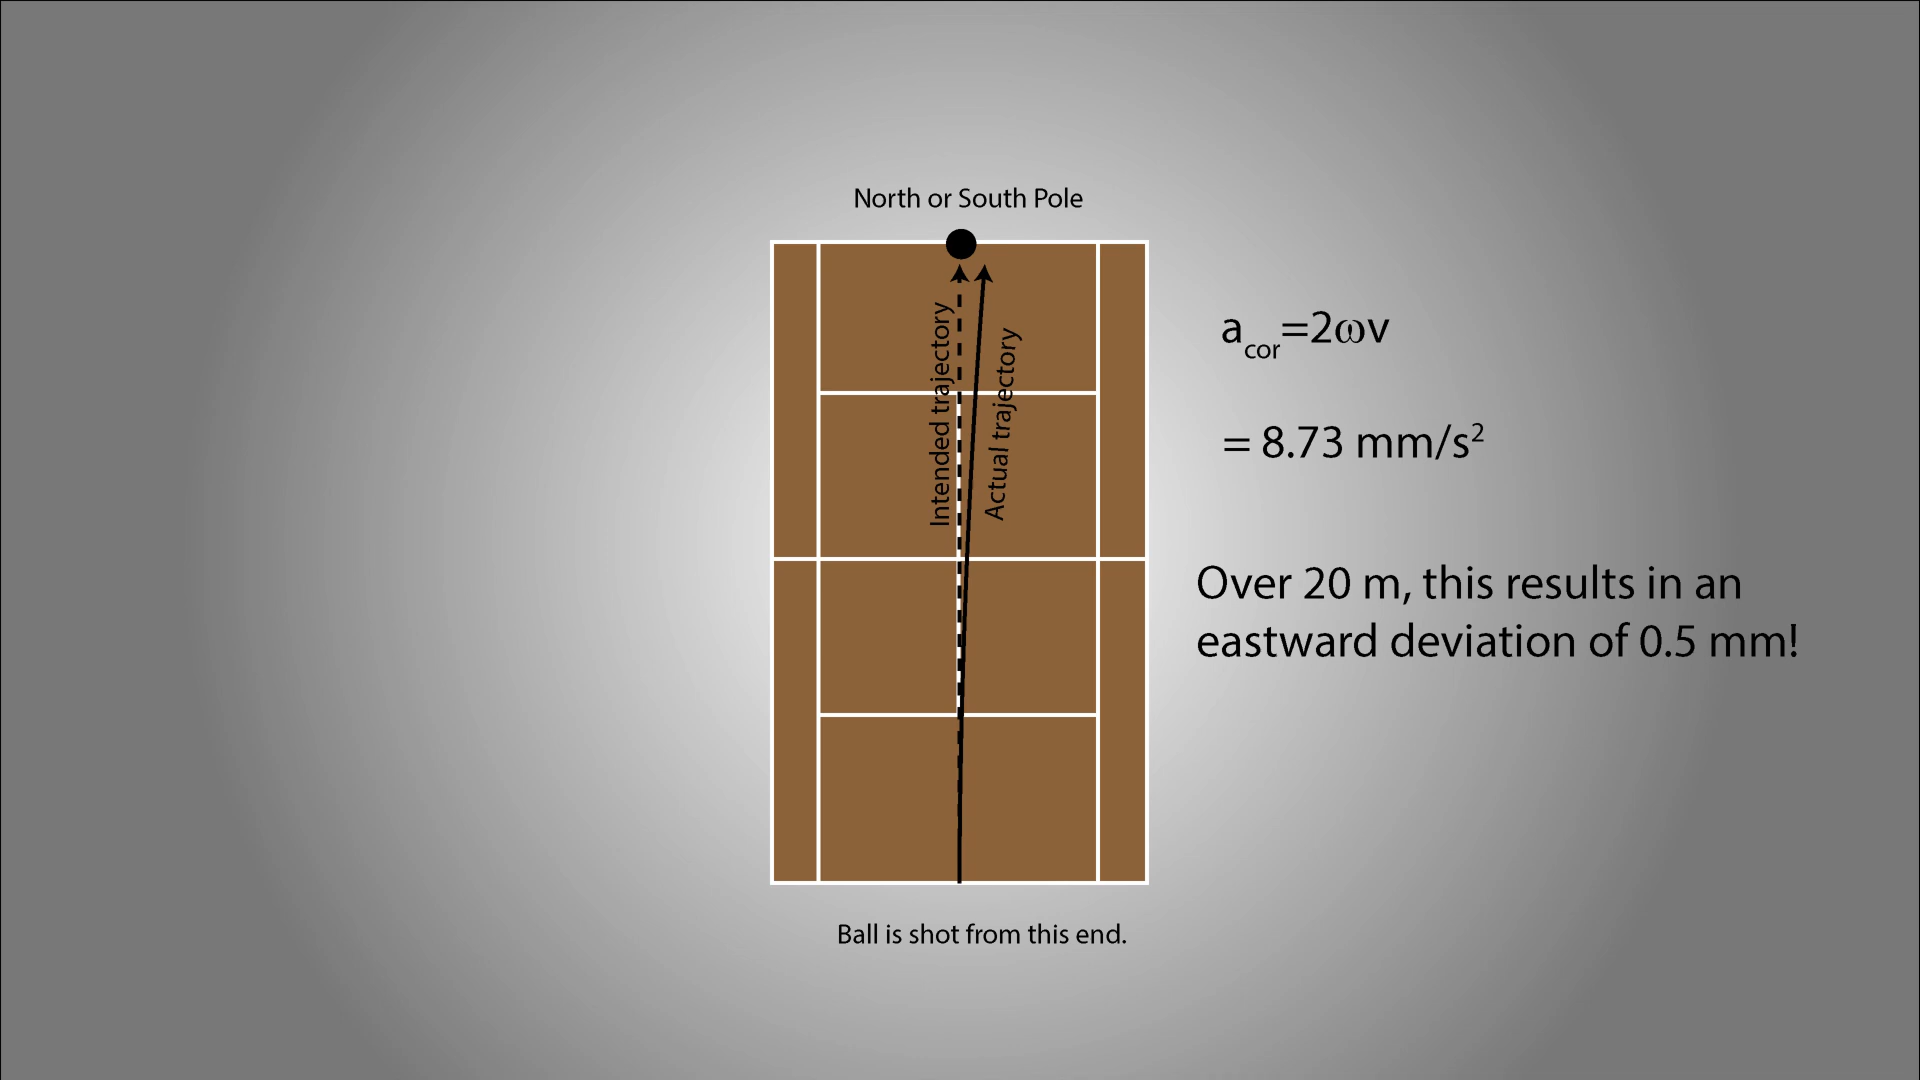 North or South Pole
Intended trajectory
Actual trajectory
a_cor=2ωv
= 8.73 mm/s²
Over 20 m, this results in an
eastward deviation of 0.5 mm!
Ball is shot from this end.